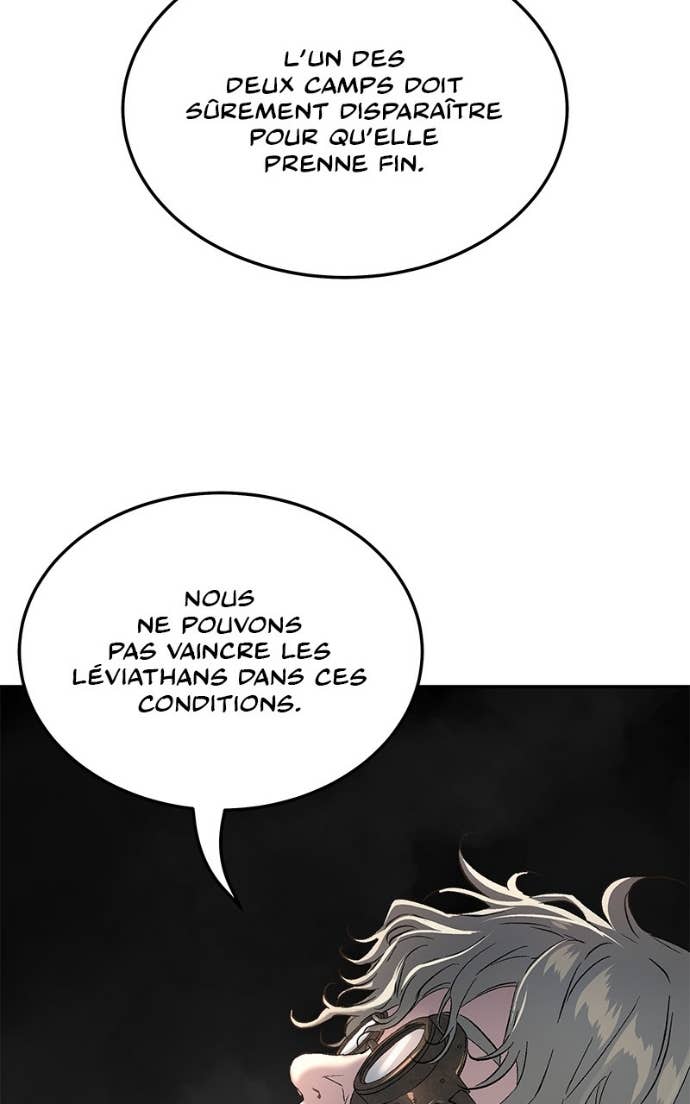 L'UN DES
DEUX CAMPS DOIT
SÛREMENT DISPARAÎTRE
POUR QU'ELLE
PRENNE FIN.
NOUS
NE POUVONS
PAS VAINCRE LES
LÉVIATHANS DANS CES
CONDITIONS.